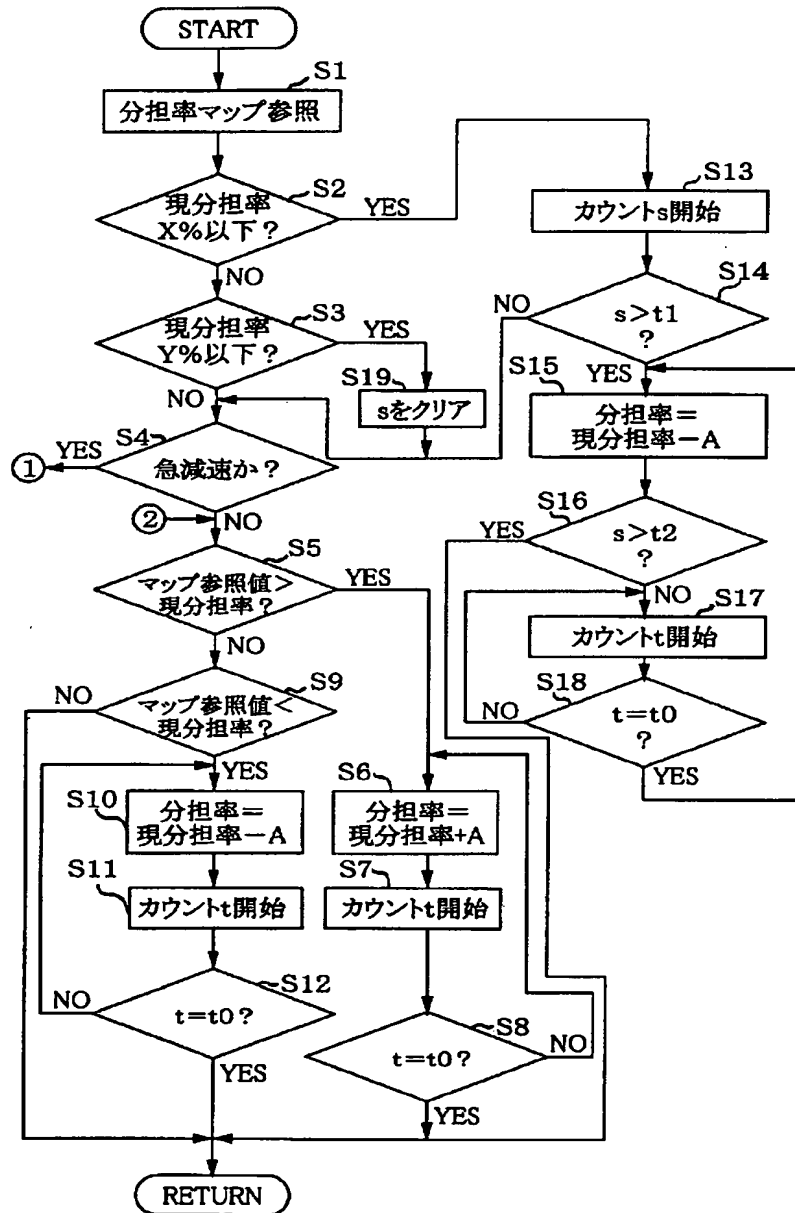 START
S1
分担率マップ参照
S2
現分担率
X%以下?
YES
NO
S3
現分担率
Y%以下?
YES
NO
S19
sをクリア
S4
急減速か?
YES
①
②
NO
S5
マップ参照値>
現分担率?
YES
NO
S9
マップ参照値<
現分担率?
NO
YES
S10
分担率=
現分担率−A
S11
カウントt開始
S12
t=t0?
NO
YES
S6
分担率=
現分担率+A
S7
カウントt開始
S8
t=t0?
NO
YES
S13
カウントs開始
S14
s>t1
?
NO
YES
S15
分担率=
現分担率−A
S16
s>t2
?
YES
NO
S17
カウントt開始
S18
t=t0
?
NO
YES
RETURN